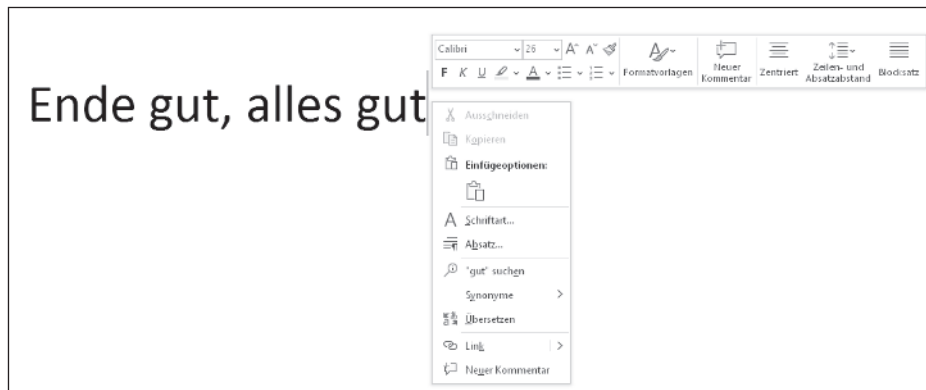 Calibri 26 A A
F K U A Formatvorlagen Neuer Kommentar Zentriert Zeilen- und Absatzabstand Blocksatz
Ende gut, alles gut
Ausschneiden
Kopieren
Einfügeoptionen:
A Schriftart...
Absatz...
"gut" suchen
Synonyme >
Übersetzen
Link >
Neuer Kommentar